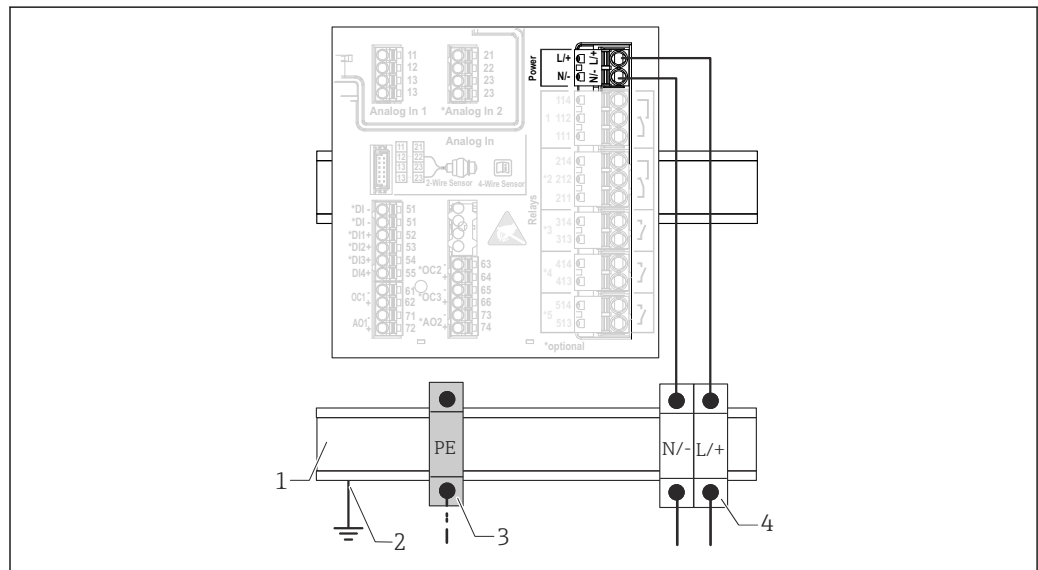 11
12
13
13
Analog In 1
21
22
23
23
*Analog In 2
Power
L/+
N/-
L/+
N/-
Analog In
11 21
12 22
13 23
13 23
2-Wire Sensor
4-Wire Sensor
Relays
114
1 112
111
214
*2 212
211
314
*3
313
414
*4
413
514
*5
513
*optional
*DI - 51
*DI - 51
*DI1+ 52
*DI2+ 53
*DI3+ 54
DI4+ 55
OC1 - 61
+ 62
AO1 - 71
+ 72
*OC2 - 63
+ 64
*OC3 - 65
+ 66
*AO2 - 73
+ 74
PE
N/-
L/+
1
2
3
4